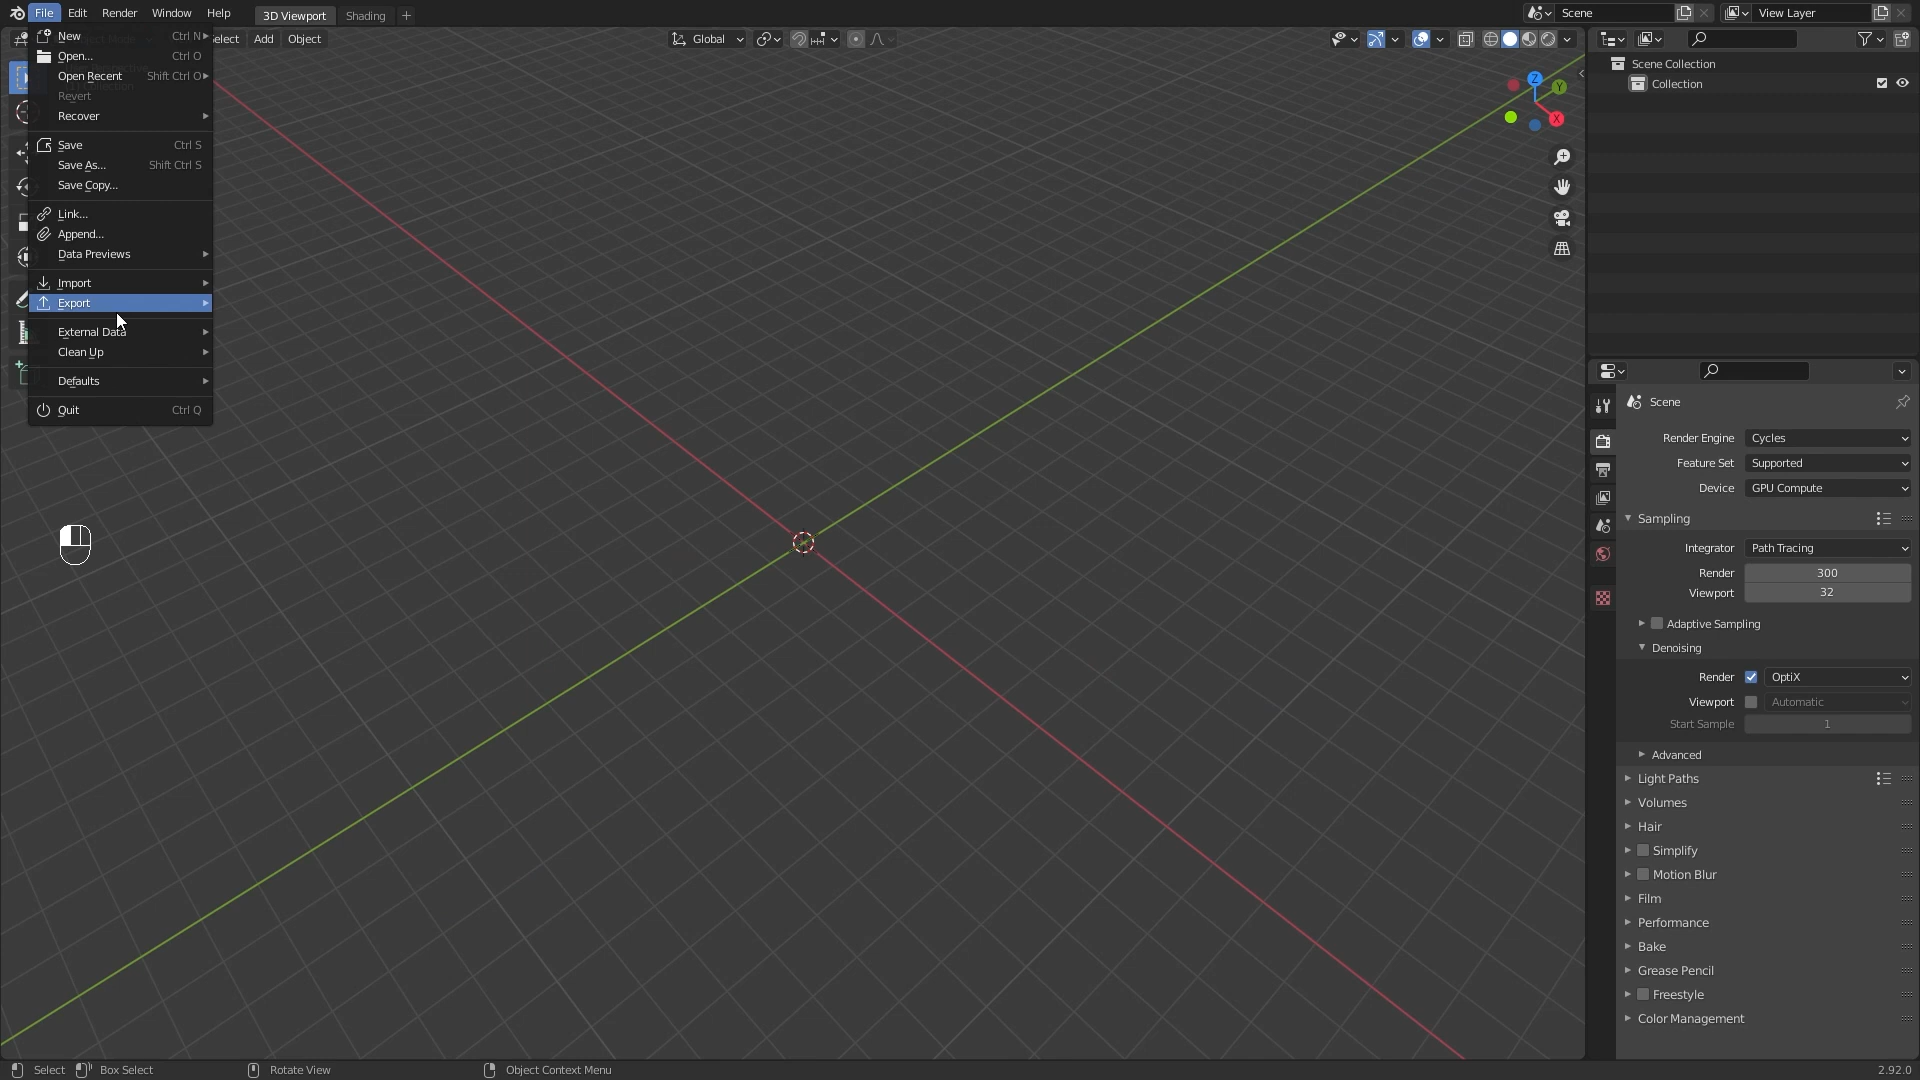 File Edit Render Window Help 3D Viewport Shading + Scene View Layer
New Ctrl N
Open... Ctrl O
Open Recent Shift Ctrl O
Revert
Recover
Save Ctrl S
Save As... Shift Ctrl S
Save Copy...
Link...
Append...
Data Previews
Import
Export
External Data
Clean Up
Defaults
Quit Ctrl Q
Select Add Object Global
Z
Y
X
Scene Collection
Collection
Scene
Render Engine Cycles
Feature Set Supported
Device GPU Compute
Sampling
Integrator Path Tracing
Render 300
Viewport 32
Adaptive Sampling
Denoising
Render OptiX
Viewport Automatic
Start Sample 1
Advanced
Light Paths
Volumes
Hair
Simplify
Motion Blur
Film
Performance
Bake
Grease Pencil
Freestyle
Color Management
Select Box Select Rotate View Object Context Menu 2.92.0